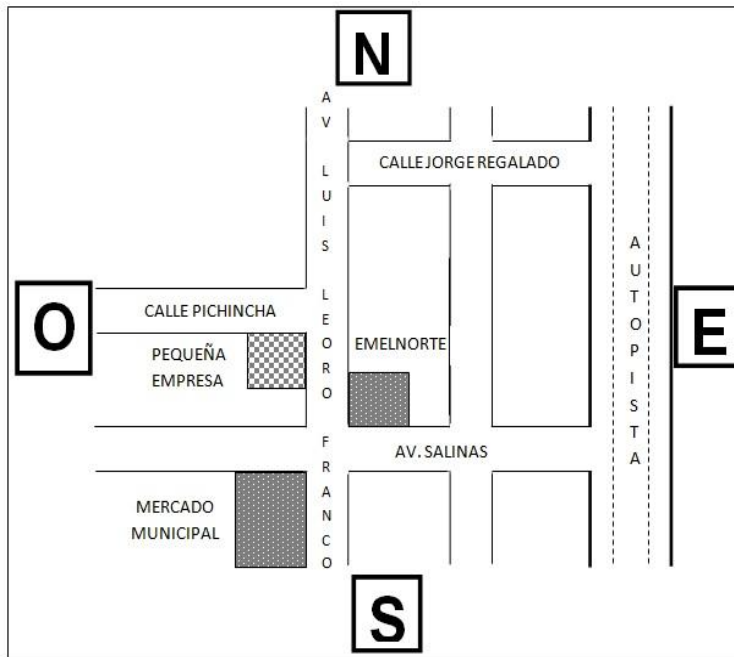 N
AV LUIS LEORO FRANCO
CALLE JORGE REGALADO
AUTOPISTA
O
CALLE PICHINCHA
E
PEQUEÑA
EMPRESA
EMELNORTE
AV. SALINAS
MERCADO
MUNICIPAL
S